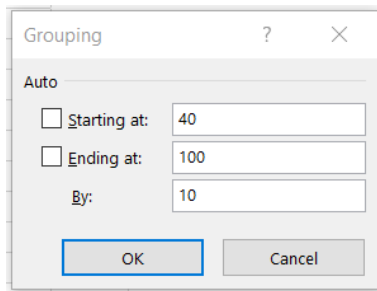 Grouping ? ×
Auto
Starting at: 40
Ending at: 100
By: 10
OK Cancel